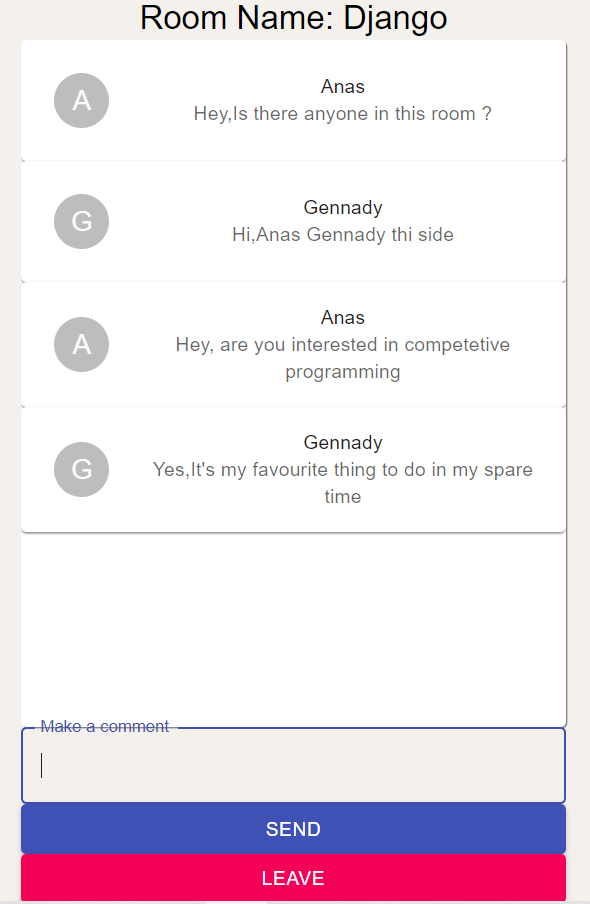 Room Name: Django
A
Anas
Hey,Is there anyone in this room ?
G
Gennady
Hi,Anas Gennady thi side
A
Anas
Hey, are you interested in competetive
programming
G
Gennady
Yes,It's my favourite thing to do in my spare
time
Make a comment
SEND
LEAVE